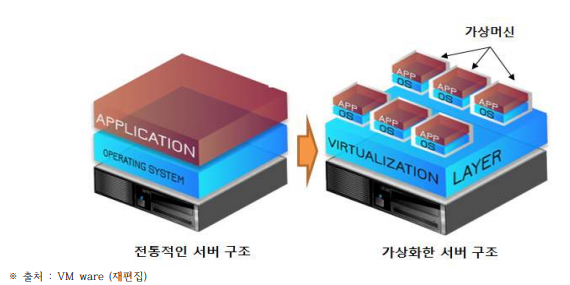 가상머신
APP
OS
APP
OS
APP
OS
APP
OS
APP
OS
APP
OS
APPLICATION
OPERATING SYSTEM
VIRTUALIZATION
LAYER
전통적인 서버 구조
가상화한 서버 구조
※ 출처 : VM ware (재편집)